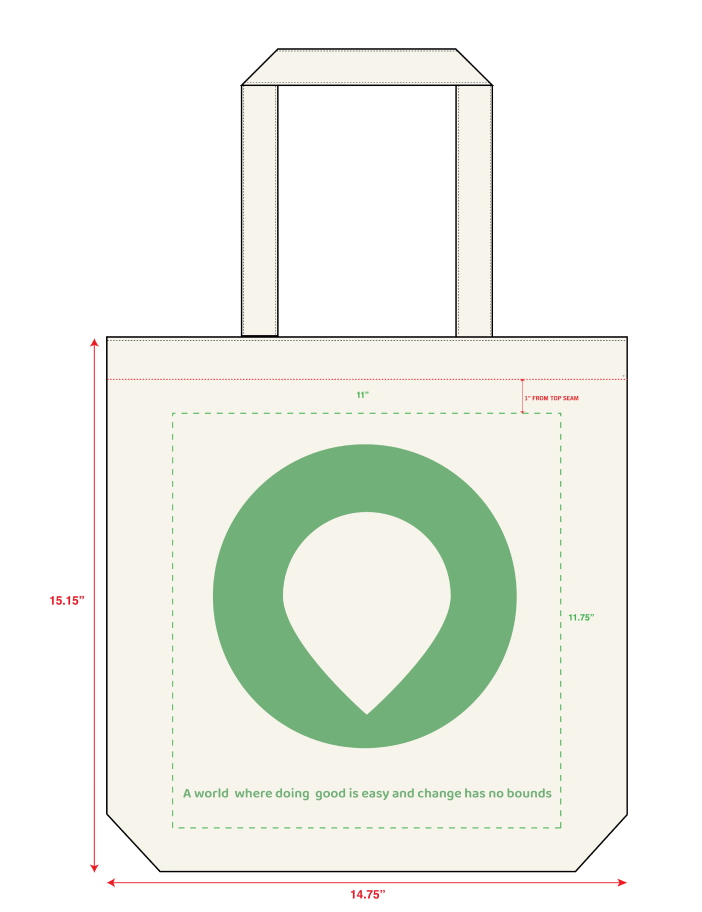 11”
1” FROM TOP SEAM
15.15”
11.75”
A world where doing good is easy and change has no bounds
14.75”